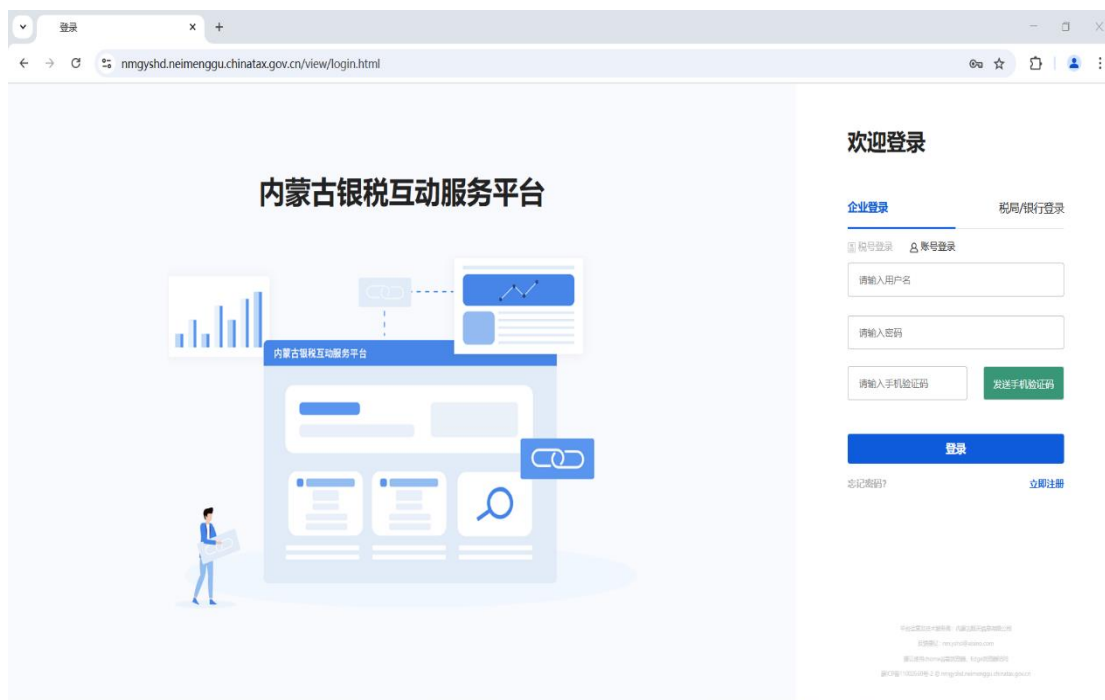 登录
nmgyshd.neimenggu.chinatax.gov.cn/view/login.html
内蒙古银税互动服务平台
内蒙古银税互动服务平台
欢迎登录
企业登录 税局/银行登录
税号登录 账号登录
请输入用户名
请输入密码
请输入手机验证码 发送手机验证码
登录
忘记密码? 立即注册